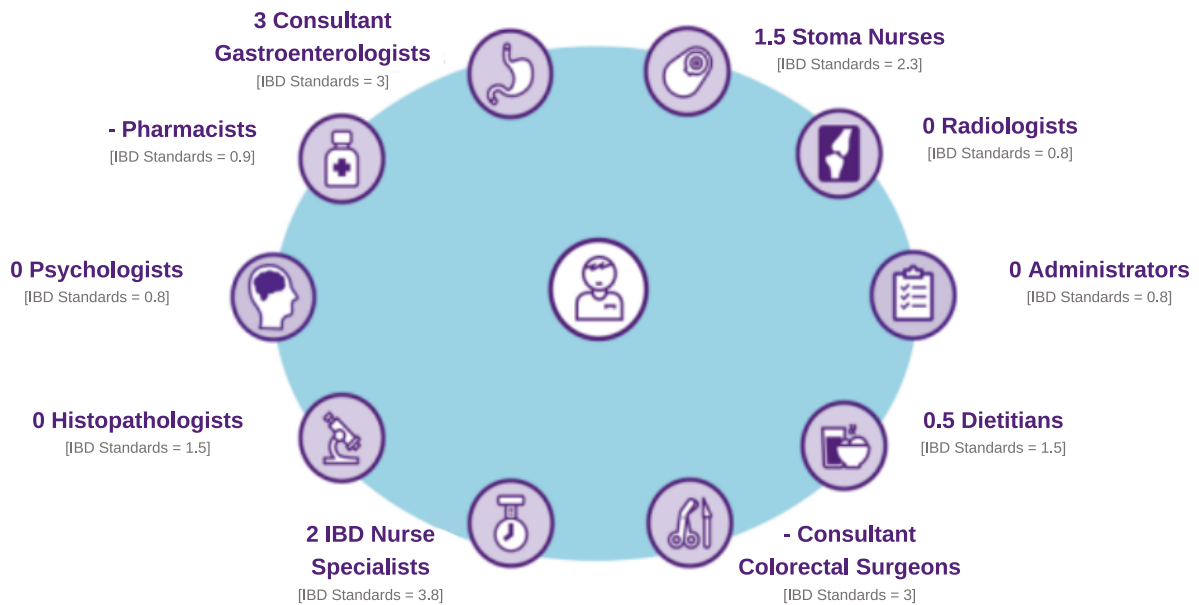 3 Consultant
Gastroenterologists
[IBD Standards = 3]
1.5 Stoma Nurses
[IBD Standards = 2.3]
- Pharmacists
[IBD Standards = 0.9]
0 Radiologists
[IBD Standards = 0.8]
0 Psychologists
[IBD Standards = 0.8]
0 Administrators
[IBD Standards = 0.8]
0 Histopathologists
[IBD Standards = 1.5]
0.5 Dietitians
[IBD Standards = 1.5]
2 IBD Nurse
Specialists
[IBD Standards = 3.8]
- Consultant
Colorectal Surgeons
[IBD Standards = 3]